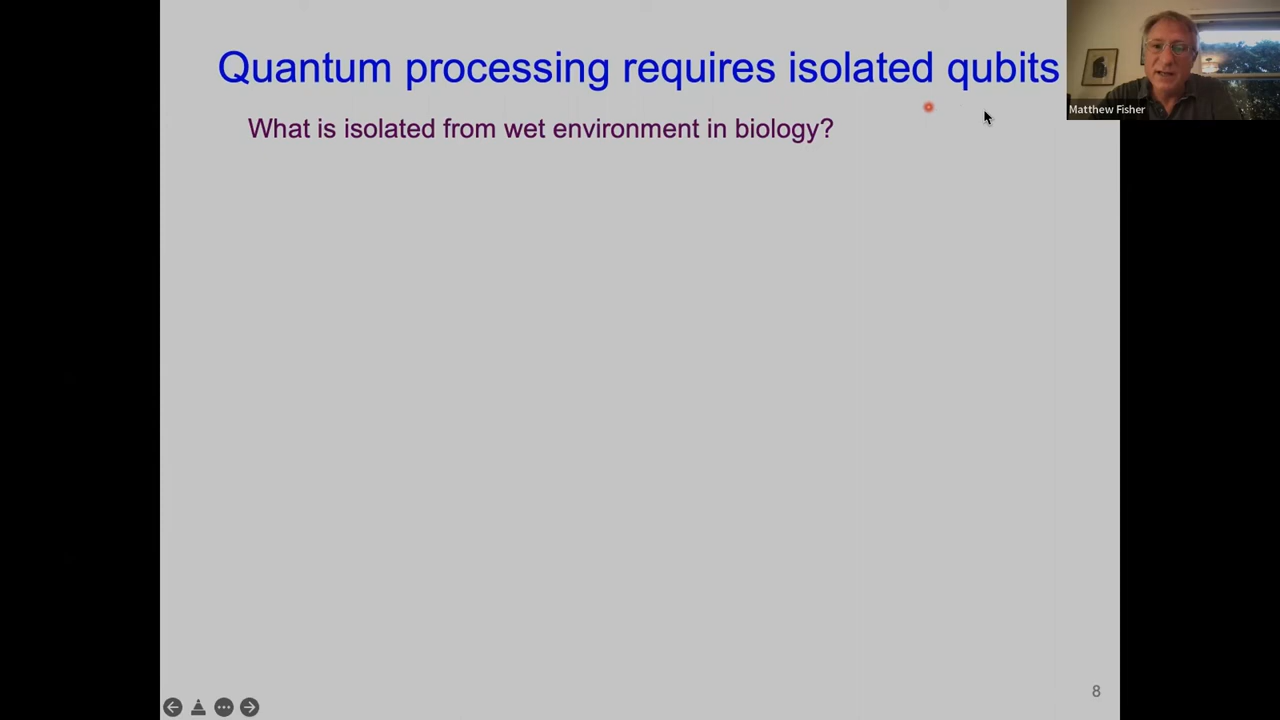 Quantum processing requires isolated qubits
What is isolated from wet environment in biology?
Matthew Fisher
8